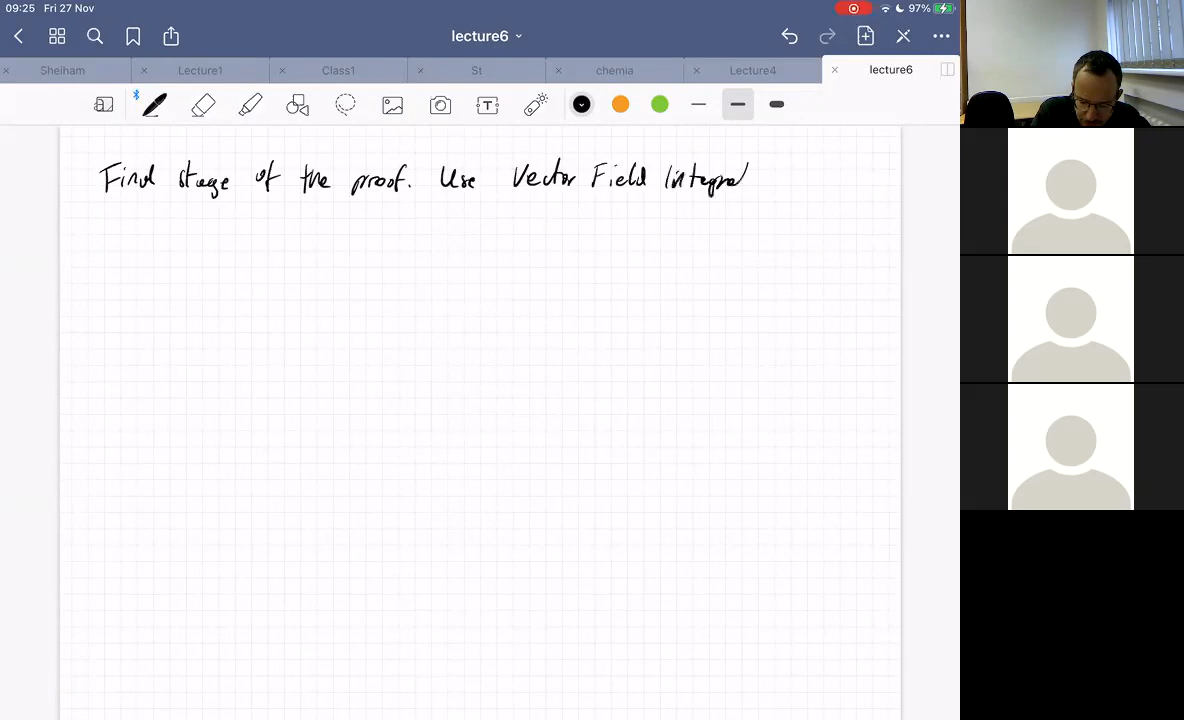 09:25 Fri 27 Nov
97%
lecture6
Sheiham
Lecture1
Class1
St
chemia
Lecture4
lecture6
Final stage of the proof. Use Vector Field Integral